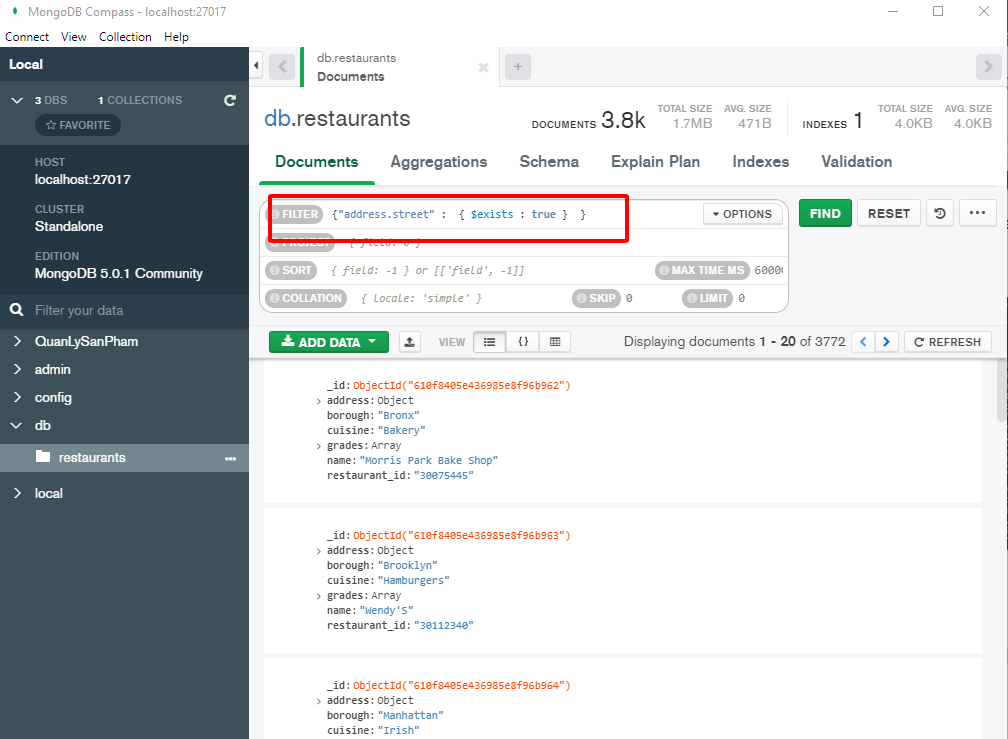 MongoDB Compass - localhost:27017
Connect View Collection Help
Local
3 DBS 1 COLLECTIONS
FAVORITE
HOST
localhost:27017
CLUSTER
Standalone
EDITION
MongoDB 5.0.1 Community
Filter your data
QuanLySanPham
admin
config
db
restaurants
local
db.restaurants
Documents
db.restaurants
DOCUMENTS 3.8k
TOTAL SIZE 1.7MB
AVG. SIZE 471B
INDEXES 1
TOTAL SIZE 4.0KB
AVG. SIZE 4.0KB
Documents Aggregations Schema Explain Plan Indexes Validation
FILTER {"address.street" : { $exists : true } } OPTIONS FIND RESET
PROJECT { field: 0 }
SORT { field: -1 } or [['field', -1]] MAX TIME MS 60000
COLLATION { locale: 'simple' } SKIP 0 LIMIT 0
ADD DATA VIEW {} Displaying documents 1 - 20 of 3772 REFRESH
_id: ObjectId("610f8405e436985e8f96b962")
address: Object
borough: "Bronx"
cuisine: "Bakery"
grades: Array
name: "Morris Park Bake Shop"
restaurant_id: "30075445"
_id: ObjectId("610f8405e436985e8f96b963")
address: Object
borough: "Brooklyn"
cuisine: "Hamburgers"
grades: Array
name: "Wendy'S"
restaurant_id: "30112340"
_id: ObjectId("610f8405e436985e8f96b964")
address: Object
borough: "Manhattan"
cuisine: "Irish"